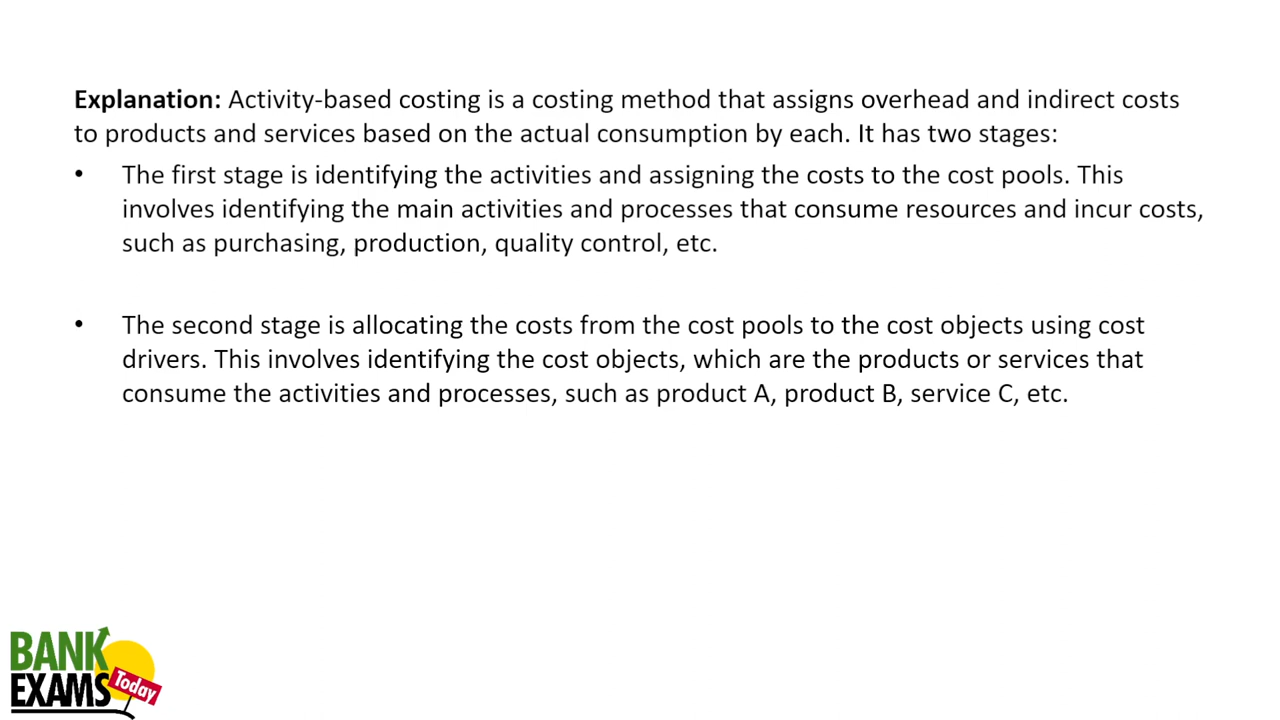 Explanation: Activity-based costing is a costing method that assigns overhead and indirect costs
to products and services based on the actual consumption by each. It has two stages:
• The first stage is identifying the activities and assigning the costs to the cost pools. This
involves identifying the main activities and processes that consume resources and incur costs,
such as purchasing, production, quality control, etc.
• The second stage is allocating the costs from the cost pools to the cost objects using cost
drivers. This involves identifying the cost objects, which are the products or services that
consume the activities and processes, such as product A, product B, service C, etc.
BANK
EXAMS
Today